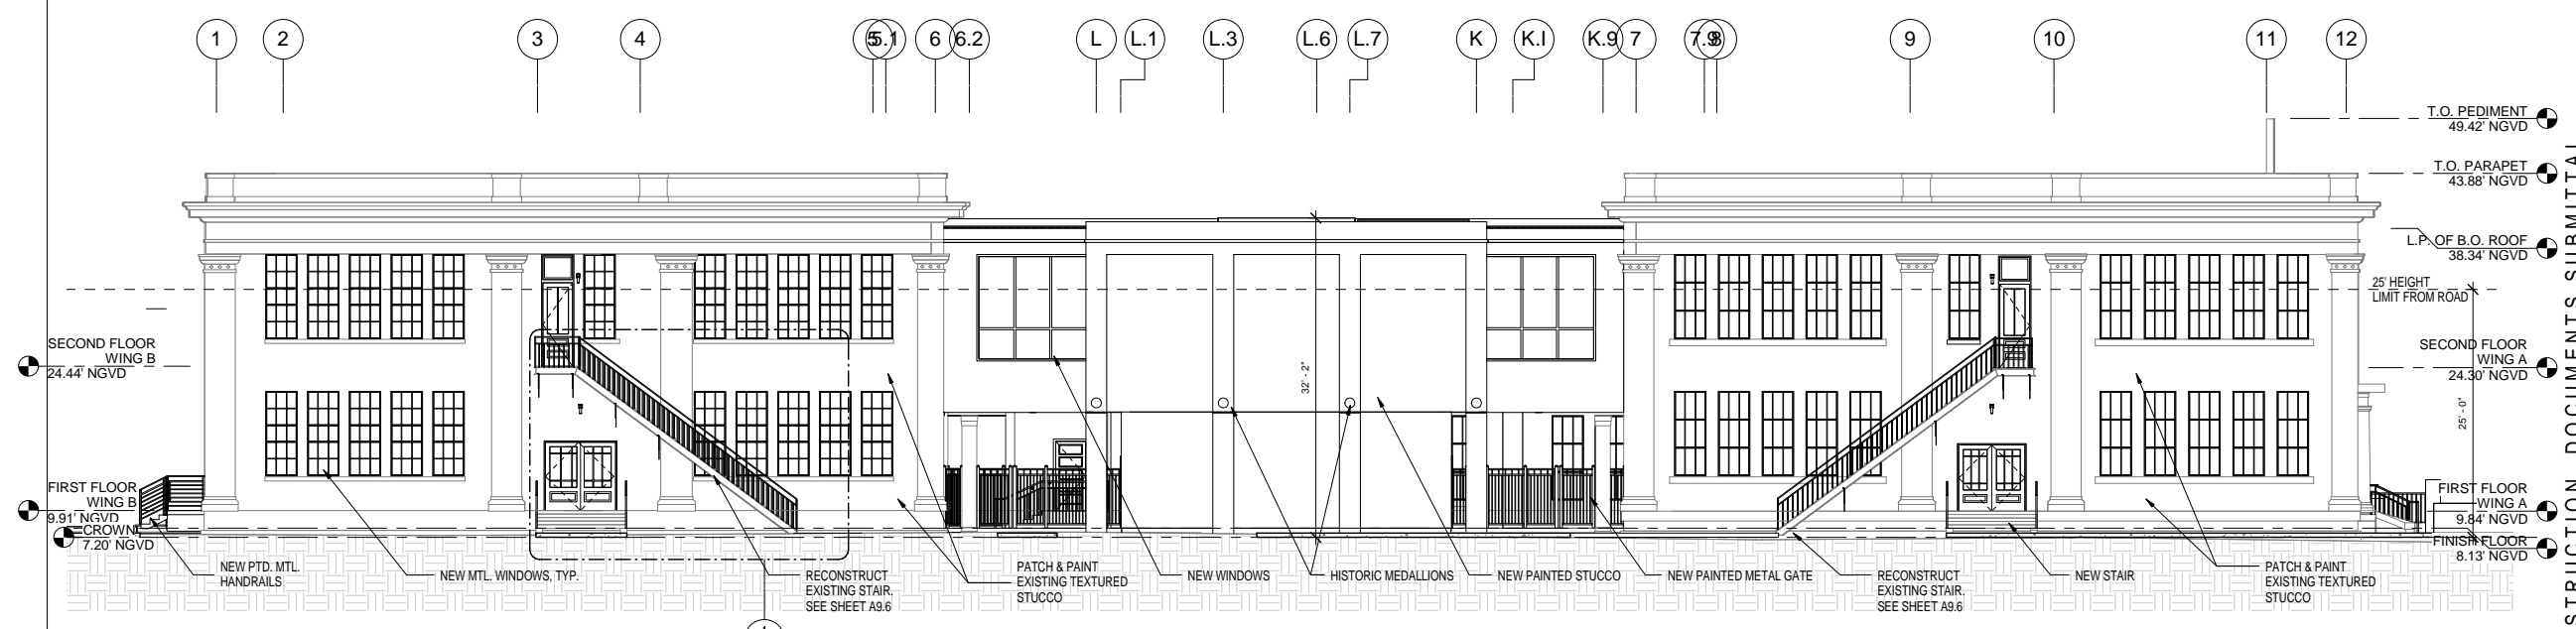 1
2
3
4
5
5.1
6
6.2
L
L.1
L.3
L.6
L.7
K
K.I
K.9
7
7.9
8
9
10
11
12
T.O. PEDIMENT
49.42' NGVD
T.O. PARAPET
43.88' NGVD
L.P. OF B.O. ROOF
38.34' NGVD
25' HEIGHT
LIMIT FROM ROAD
SECOND FLOOR
WING B
24.44' NGVD
SECOND FLOOR
WING A
24.30' NGVD
32' - 2"
25' - 0"
FIRST FLOOR
WING B
9.91' NGVD
CROWN
7.20' NGVD
FIRST FLOOR
WING A
9.84' NGVD
FINISH FLOOR
8.13' NGVD
NEW PTD. MTL.
HANDRAILS
NEW MTL. WINDOWS, TYP.
RECONSTRUCT
EXISTING STAIR.
SEE SHEET A9.6
PATCH & PAINT
EXISTING TEXTURED
STUCCO
NEW WINDOWS
HISTORIC MEDALLIONS
NEW PAINTED STUCCO
NEW PAINTED METAL GATE
RECONSTRUCT
EXISTING STAIR.
SEE SHEET A9.6
NEW STAIR
PATCH & PAINT
EXISTING TEXTURED
STUCCO
STRUCTION DOCUMENTS SUBMITTAL